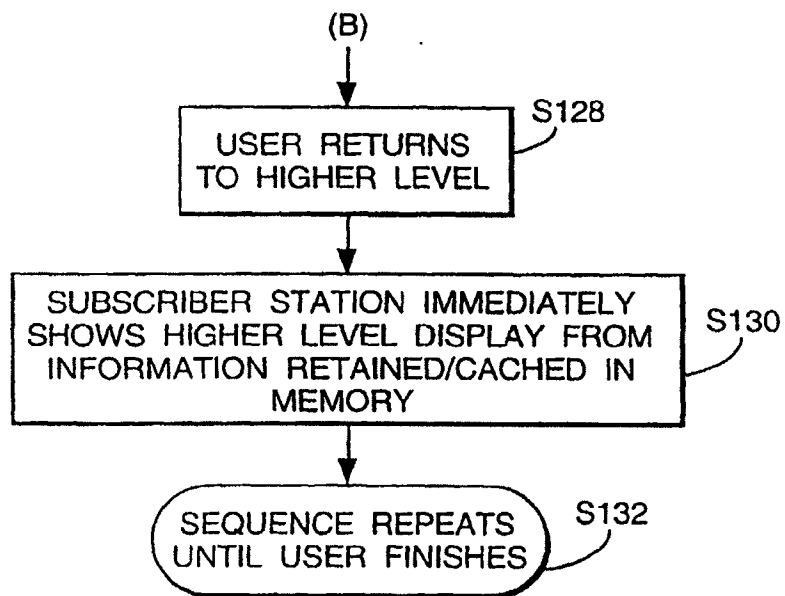 (B)
S128
USER RETURNS
TO HIGHER LEVEL
S130
SUBSCRIBER STATION IMMEDIATELY
SHOWS HIGHER LEVEL DISPLAY FROM
INFORMATION RETAINED/CACHED IN
MEMORY
S132
SEQUENCE REPEATS
UNTIL USER FINISHES